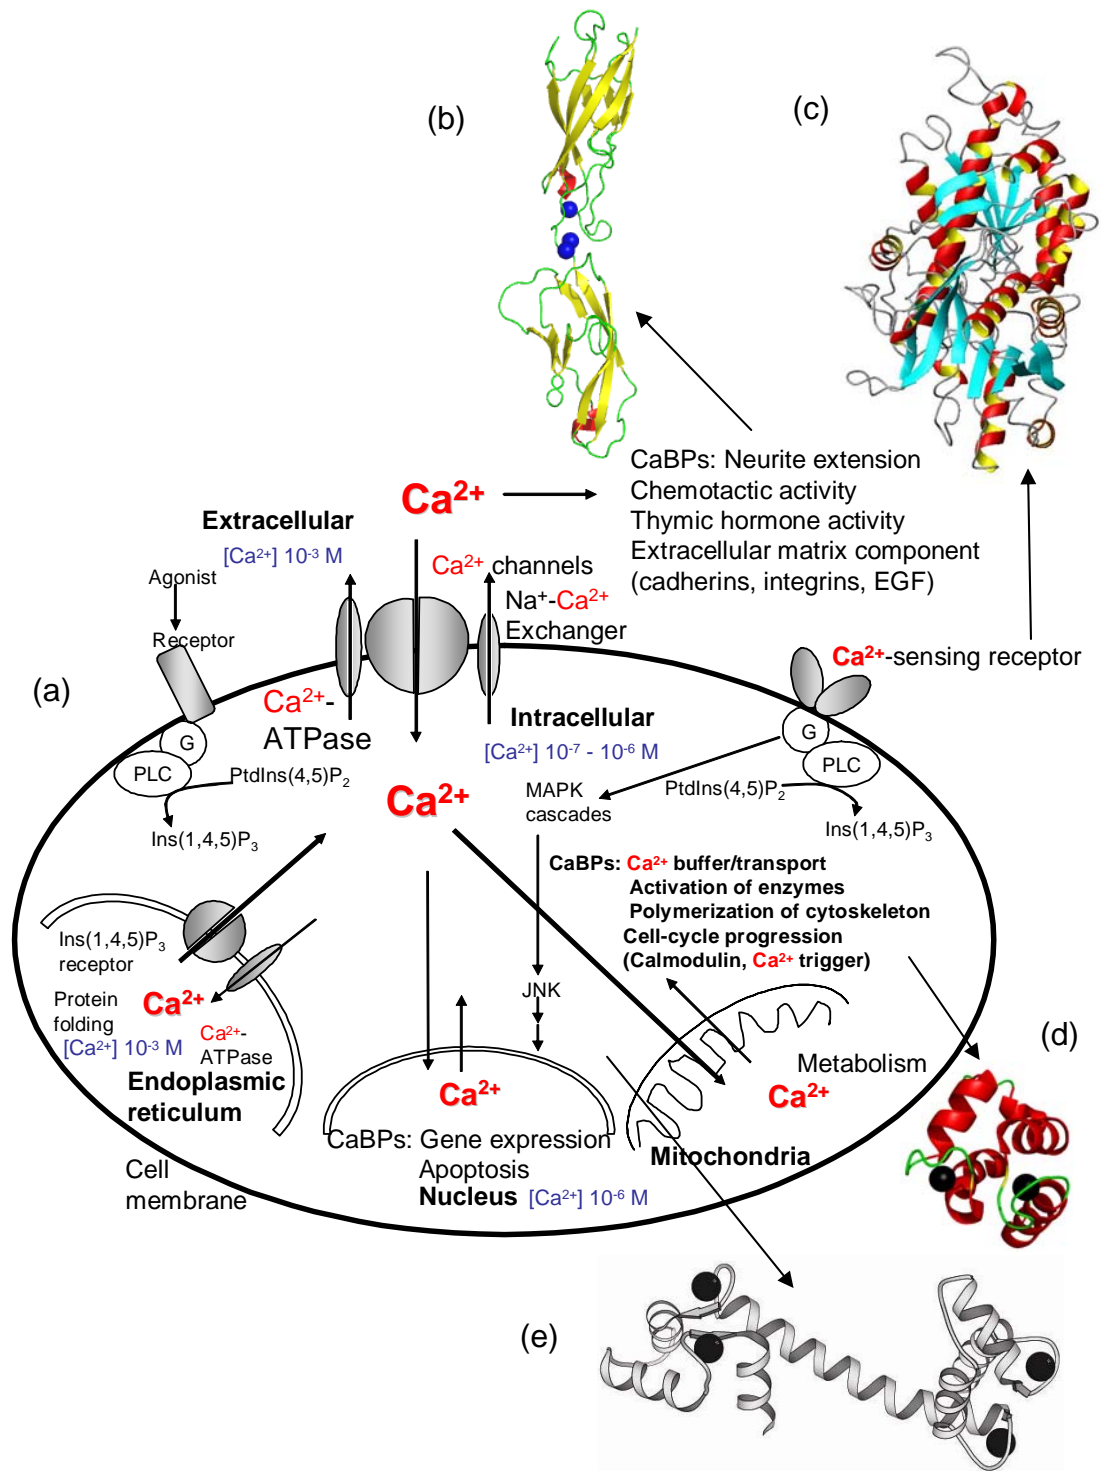 (b)
(c)
CaBPs: Neurite extension
Chemotactic activity
Thymic hormone activity
Extracellular matrix component
(cadherins, integrins, EGF)
Ca²⁺
Extracellular
[Ca²⁺] 10⁻³ M
Ca²⁺ channels
Na⁺-Ca²⁺
Exchanger
Agonist
Receptor
Ca²⁺-sensing receptor
(a)
Ca²⁺-
ATPase
Intracellular
[Ca²⁺] 10⁻⁷ - 10⁻⁶ M
G
PLC
PtdIns(4,5)P₂
Ins(1,4,5)P₃
G
PLC
PtdIns(4,5)P₂
Ins(1,4,5)P₃
Ca²⁺
MAPK
cascades
CaBPs: Ca²⁺ buffer/transport
Activation of enzymes
Polymerization of cytoskeleton
Cell-cycle progression
(Calmodulin, Ca²⁺ trigger)
Ins(1,4,5)P₃
receptor
Protein
folding
Ca²⁺
[Ca²⁺] 10⁻³ M
Ca²⁺-
ATPase
Endoplasmic
reticulum
JNK
Ca²⁺
CaBPs: Gene expression
Apoptosis
Nucleus [Ca²⁺] 10⁻⁶ M
Metabolism
Ca²⁺
Mitochondria
Cell
membrane
(d)
(e)